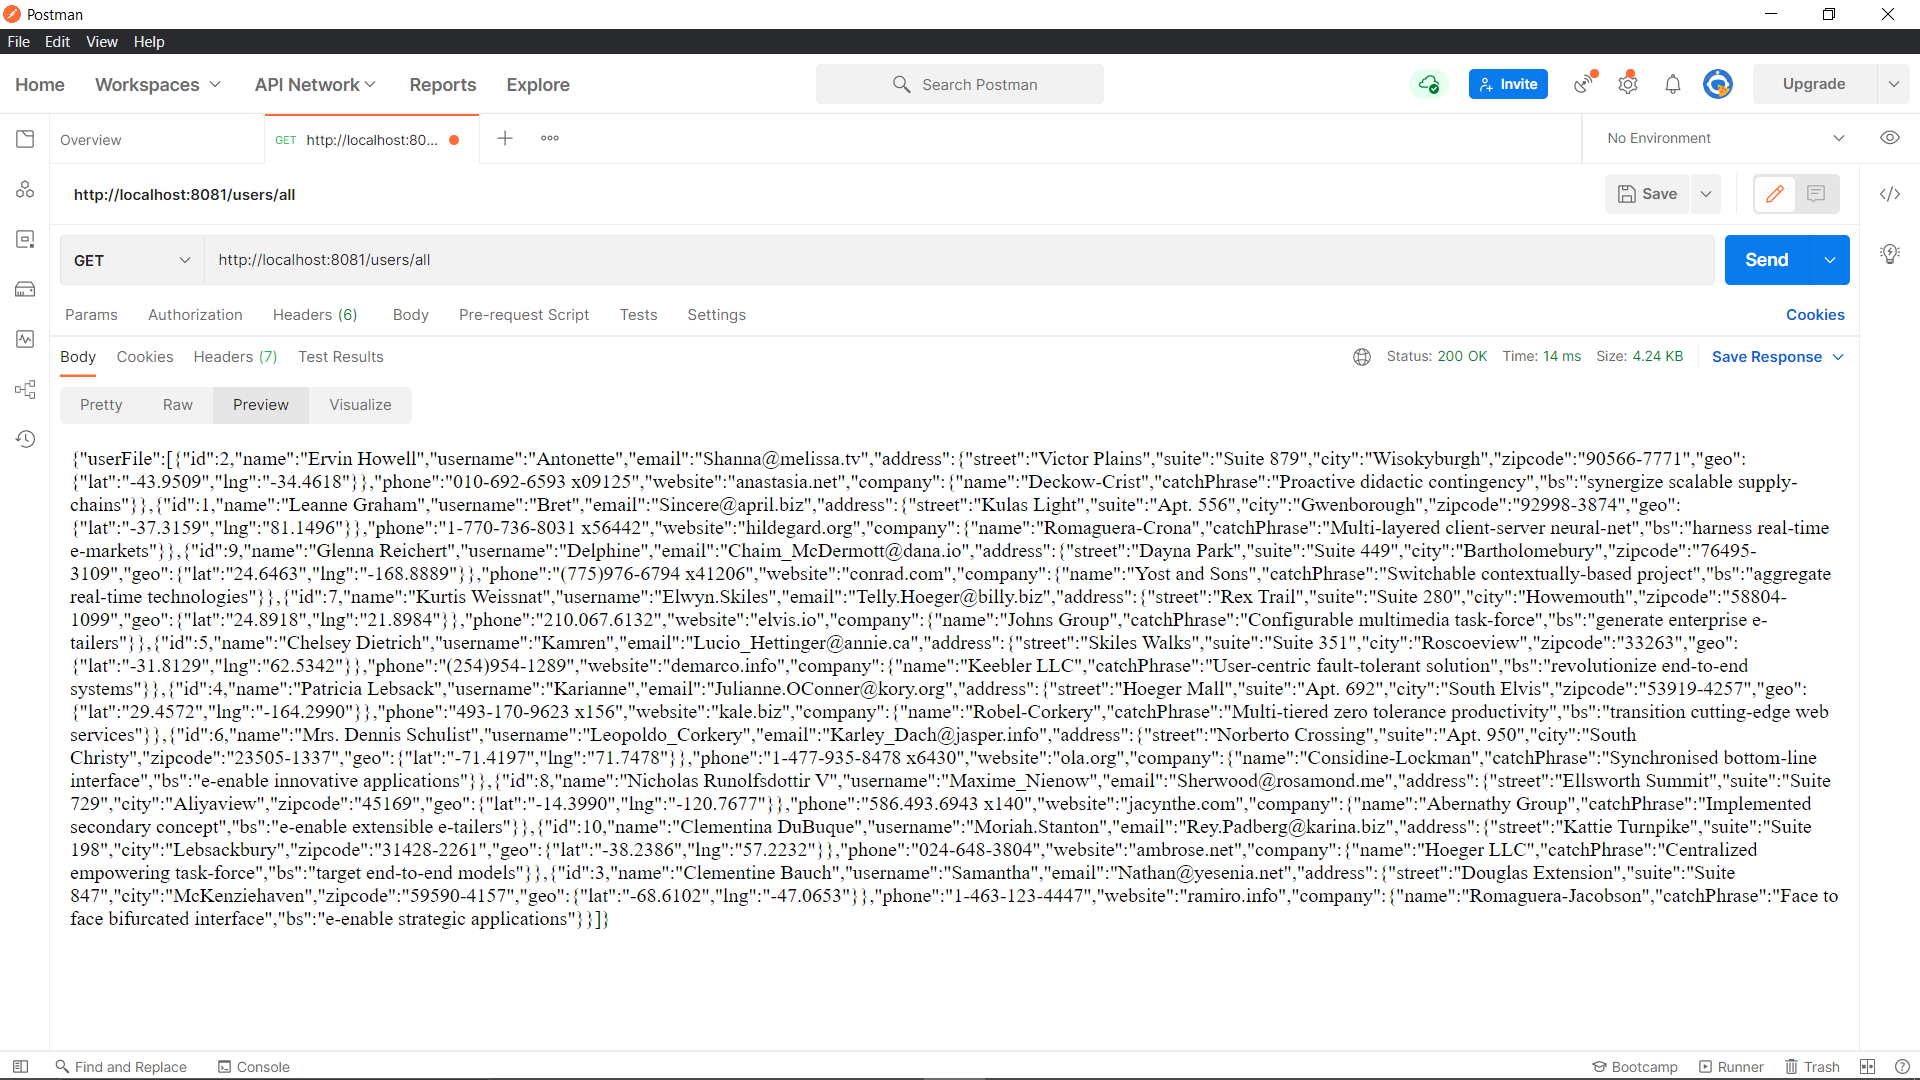 Postman
File Edit View Help
Home Workspaces API Network Reports Explore Search Postman Invite Upgrade
Overview GET http://localhost:80... No Environment
http://localhost:8081/users/all Save
GET http://localhost:8081/users/all Send
Params Authorization Headers (6) Body Pre-request Script Tests Settings Cookies
Body Cookies Headers (7) Test Results Status: 200 OK Time: 14 ms Size: 4.24 KB Save Response
Pretty Raw Preview Visualize
{"userFile":[{"id":2,"name":"Ervin Howell","username":"Antonette","email":"Shanna@melissa.tv","address":{"street":"Victor Plains","suite":"Suite 879","city":"Wisokyburgh","zipcode":"90566-7771","geo":
{"lat":"-43.9509","lng":"-34.4618"}},"phone":"010-692-6593 x09125","website":"anastasia.net","company":{"name":"Deckow-Crist","catchPhrase":"Proactive didactic contingency","bs":"synergize scalable supply-
chains"}},{"id":1,"name":"Leanne Graham","username":"Bret","email":"Sincere@april.biz","address":{"street":"Kulas Light","suite":"Apt. 556","city":"Gwenborough","zipcode":"92998-3874","geo":
{"lat":"-37.3159","lng":"81.1496"}},"phone":"1-770-736-8031 x56442","website":"hildegard.org","company":{"name":"Romaguera-Crona","catchPhrase":"Multi-layered client-server neural-net","bs":"harness real-time
e-markets"}},{"id":9,"name":"Glenna Reichert","username":"Delphine","email":"Chaim_McDermott@dana.io","address":{"street":"Dayna Park","suite":"Suite 449","city":"Bartholomebury","zipcode":"76495-
3109","geo":{"lat":"24.6463","lng":"-168.8889"}},"phone":"(775)976-6794 x41206","website":"conrad.com","company":{"name":"Yost and Sons","catchPhrase":"Switchable contextually-based project","bs":"aggregate
real-time technologies"}},{"id":7,"name":"Kurtis Weissnat","username":"Elwyn.Skiles","email":"Telly.Hoeger@billy.biz","address":{"street":"Rex Trail","suite":"Suite 280","city":"Howemouth","zipcode":"58804-
1099","geo":{"lat":"24.8918","lng":"21.8984"}},"phone":"210.067.6132","website":"elvis.io","company":{"name":"Johns Group","catchPhrase":"Configurable multimedia task-force","bs":"generate enterprise e-
tailers"}},{"id":5,"name":"Chelsey Dietrich","username":"Kamren","email":"Lucio_Hettinger@annie.ca","address":{"street":"Skiles Walks","suite":"Suite 351","city":"Roscoeview","zipcode":"33263","geo":
{"lat":"-31.8129","lng":"62.5342"}},"phone":"(254)954-1289","website":"demarco.info","company":{"name":"Keebler LLC","catchPhrase":"User-centric fault-tolerant solution","bs":"revolutionize end-to-end
systems"}},{"id":4,"name":"Patricia Lebsack","username":"Karianne","email":"Julianne.OConner@kory.org","address":{"street":"Hoeger Mall","suite":"Apt. 692","city":"South Elvis","zipcode":"53919-4257","geo":
{"lat":"29.4572","lng":"-164.2990"}},"phone":"493-170-9623 x156","website":"kale.biz","company":{"name":"Robel-Corkery","catchPhrase":"Multi-tiered zero tolerance productivity","bs":"transition cutting-edge web
services"}},{"id":6,"name":"Mrs. Dennis Schulist","username":"Leopoldo_Corkery","email":"Karley_Dach@jasper.info","address":{"street":"Norberto Crossing","suite":"Apt. 950","city":"South
Christy","zipcode":"23505-1337","geo":{"lat":"-71.4197","lng":"71.7478"}},"phone":"1-477-935-8478 x6430","website":"ola.org","company":{"name":"Considine-Lockman","catchPhrase":"Synchronised bottom-line
interface","bs":"e-enable innovative applications"}},{"id":8,"name":"Nicholas Runolfsdottir V","username":"Maxime_Nienow","email":"Sherwood@rosamond.me","address":{"street":"Ellsworth Summit","suite":"Suite
729","city":"Aliyaview","zipcode":"45169","geo":{"lat":"-14.3990","lng":"-120.7677"}},"phone":"586.493.6943 x140","website":"jacynthe.com","company":{"name":"Abernathy Group","catchPhrase":"Implemented
secondary concept","bs":"e-enable extensible e-tailers"}},{"id":10,"name":"Clementina DuBuque","username":"Moriah.Stanton","email":"Rey.Padberg@karina.biz","address":{"street":"Kattie Turnpike","suite":"Suite
198","city":"Lebsackbury","zipcode":"31428-2261","geo":{"lat":"-38.2386","lng":"57.2232"}},"phone":"024-648-3804","website":"ambrose.net","company":{"name":"Hoeger LLC","catchPhrase":"Centralized
empowering task-force","bs":"target end-to-end models"}},{"id":3,"name":"Clementine Bauch","username":"Samantha","email":"Nathan@yesenia.net","address":{"street":"Douglas Extension","suite":"Suite
847","city":"McKenziehaven","zipcode":"59590-4157","geo":{"lat":"-68.6102","lng":"-47.0653"}},"phone":"1-463-123-4447","website":"ramiro.info","company":{"name":"Romaguera-Jacobson","catchPhrase":"Face to
face bifurcated interface","bs":"e-enable strategic applications"}}]}
Find and Replace Console Bootcamp Runner Trash